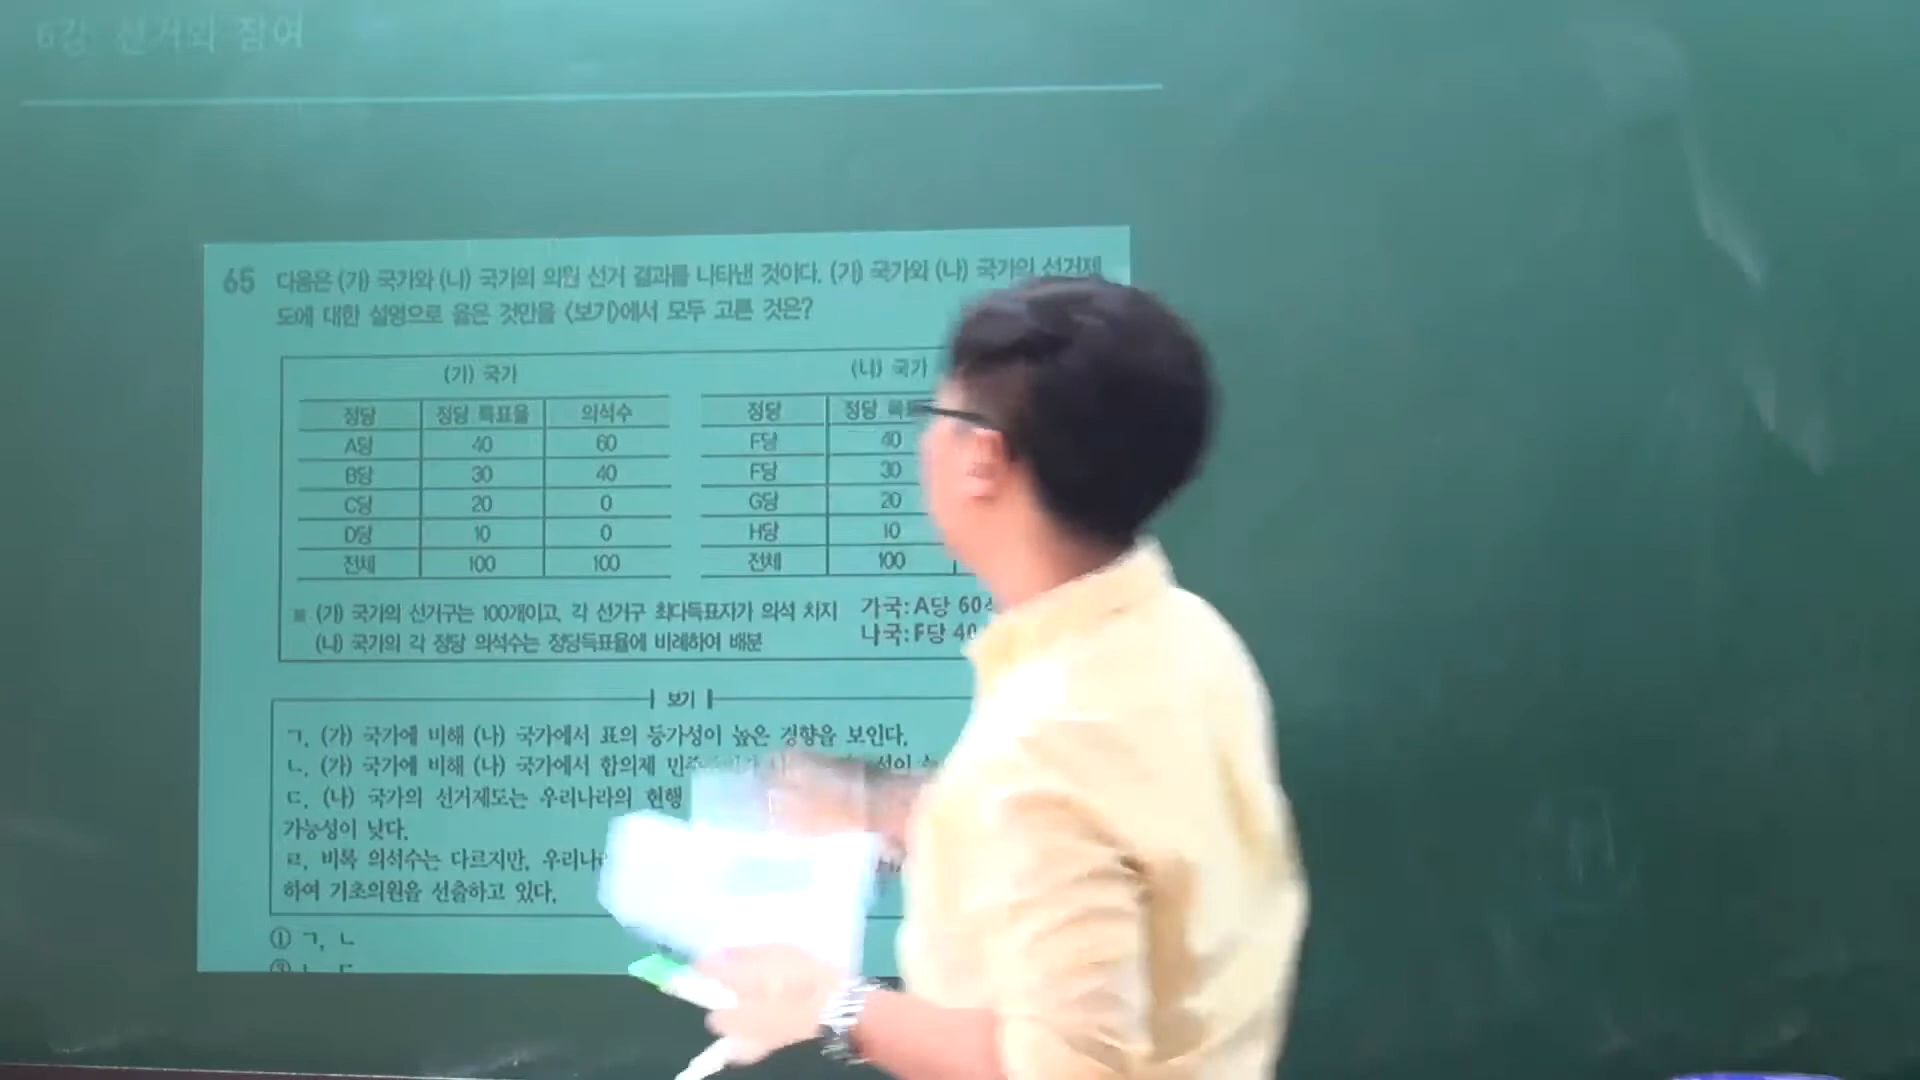 6강 선거와 참여
65 다음은 (가) 국가와 (나) 국가의 의원 선거 결과를 나타낸 것이다. (가) 국가와 (나) 국가의 선거제
도에 대한 설명으로 옳은 것만을 <보기>에서 모두 고른 것은?
(가) 국가
정당 정당 득표율 의석수
A당 40 60
B당 30 40
C당 20 0
D당 10 0
전체 100 100
(나) 국가
정당 정당
F당 40
F당 30
G당 20
H당 10
전체 100
※ (가) 국가의 선거구는 100개이고, 각 선거구 최다득표자가 의석 차지
(나) 국가의 각 정당 의석수는 정당득표율에 비례하여 배분
가국:A당 60
나국:F당 40
보기
ㄱ. (가) 국가에 비해 (나) 국가에서 표의 등가성이 높은 경향을 보인다.
ㄴ. (가) 국가에 비해 (나) 국가에서 합의제
ㄷ. (나) 국가의 선거제도는 우리나라의 현행
가능성이 낮다.
ㄹ. 비록 의석수는 다르지만,
하여 기초의원을 선출하고 있다.
① ㄱ, ㄴ